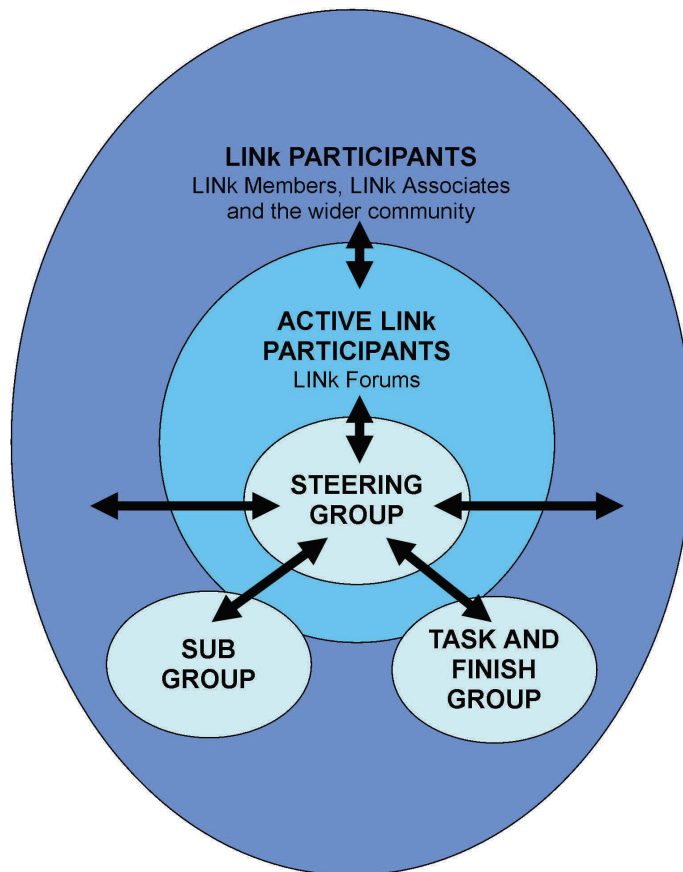 LINk PARTICIPANTS
LINk Members, LINk Associates
and the wider community
ACTIVE LINk
PARTICIPANTS
LINk Forums
STEERING
GROUP
SUB
GROUP
TASK AND
FINISH
GROUP